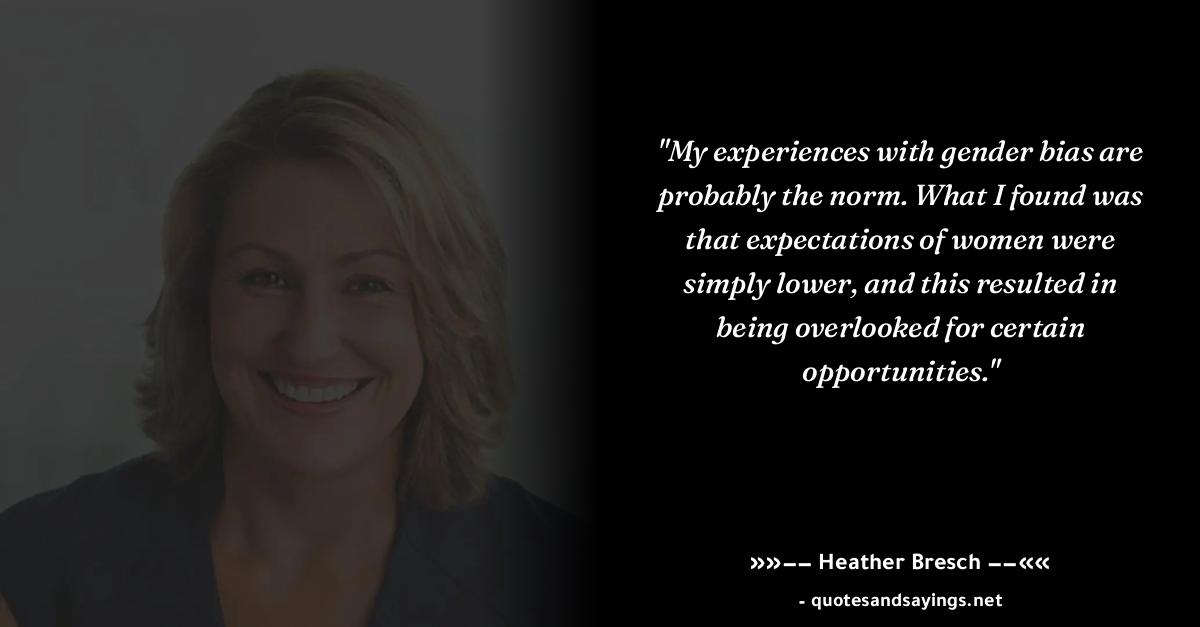 "My experiences with gender bias are
probably the norm. What I found was
that expectations of women were
simply lower, and this resulted in
being overlooked for certain
opportunities."
»»−− Heather Bresch −−««
- quotesandsayings.net